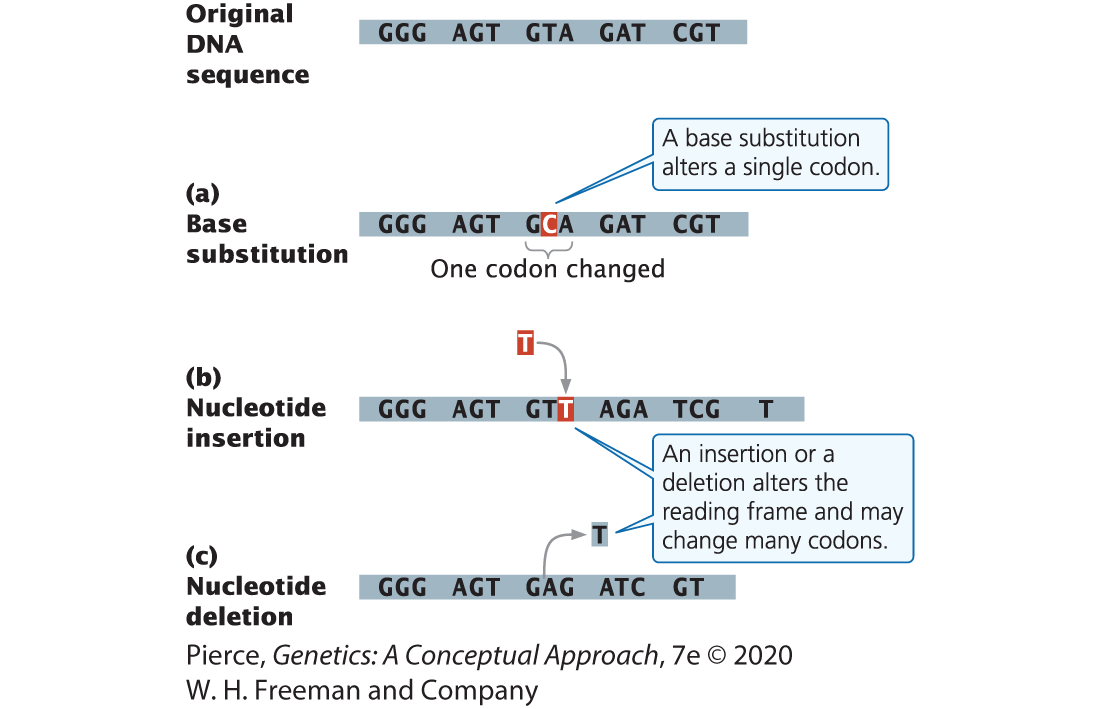 Original
DNA
sequence
GGG AGT GTA GAT CGT
A base substitution
alters a single codon.
(a)
Base
substitution
GGG AGT GCA GAT CGT
One codon changed
T
(b)
Nucleotide
insertion
GGG AGT GTT AGA TCG T
An insertion or a
deletion alters the
reading frame and may
change many codons.
T
(c)
Nucleotide
deletion
GGG AGT GAG ATC GT
Pierce, Genetics: A Conceptual Approach, 7e © 2020
W. H. Freeman and Company